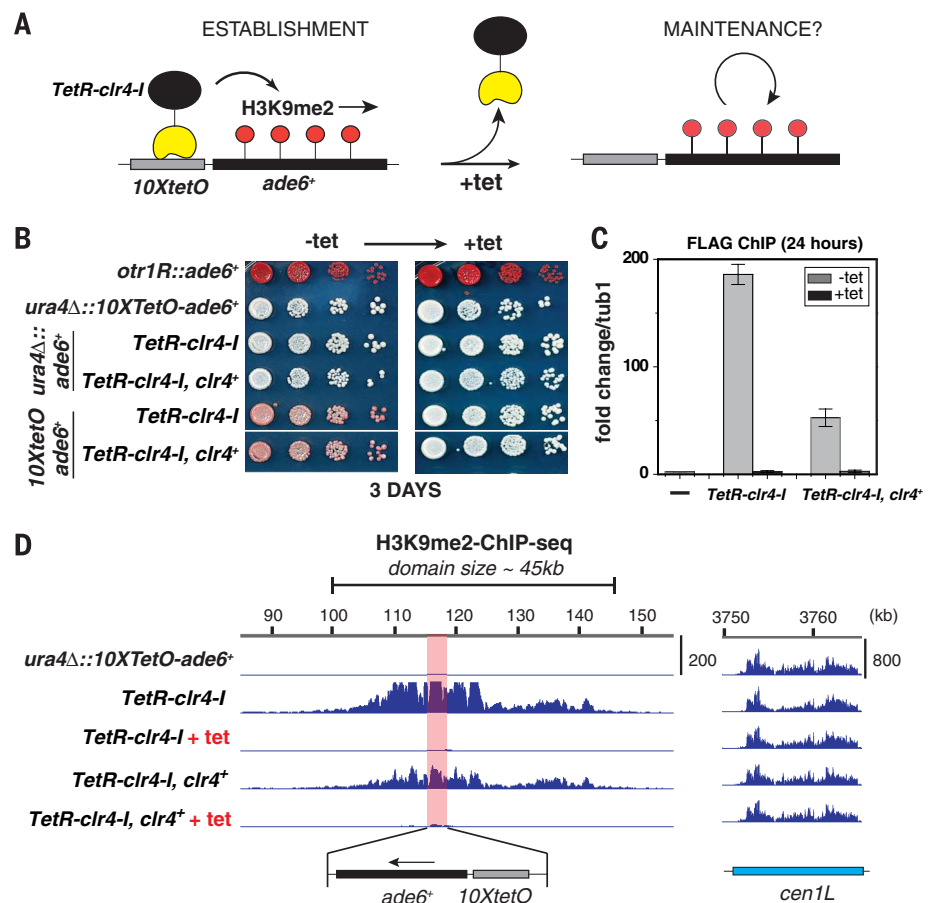 A
ESTABLISHMENT
MAINTENANCE?
TetR-clr4-I
H3K9me2
10XtetO
ade6+
+tet
B
-tet
+tet
otr1R::ade6+
ura4Δ::10XTetO-ade6+
ura4Δ::
ade6+
TetR-clr4-I
TetR-clr4-I, clr4+
10XtetO
ade6+
TetR-clr4-I
TetR-clr4-I, clr4+
3 DAYS
C
FLAG ChIP (24 hours)
fold change/tub1
200
100
0
-tet
+tet
–
TetR-clr4-I
TetR-clr4-I, clr4+
D
H3K9me2-ChIP-seq
domain size ~ 45kb
90 100 110 120 130 140 150
3750 3760 (kb)
ura4Δ::10XTetO-ade6+
200
800
TetR-clr4-I
TetR-clr4-I + tet
TetR-clr4-I, clr4+
TetR-clr4-I, clr4+ + tet
ade6+
10XtetO
cen1L